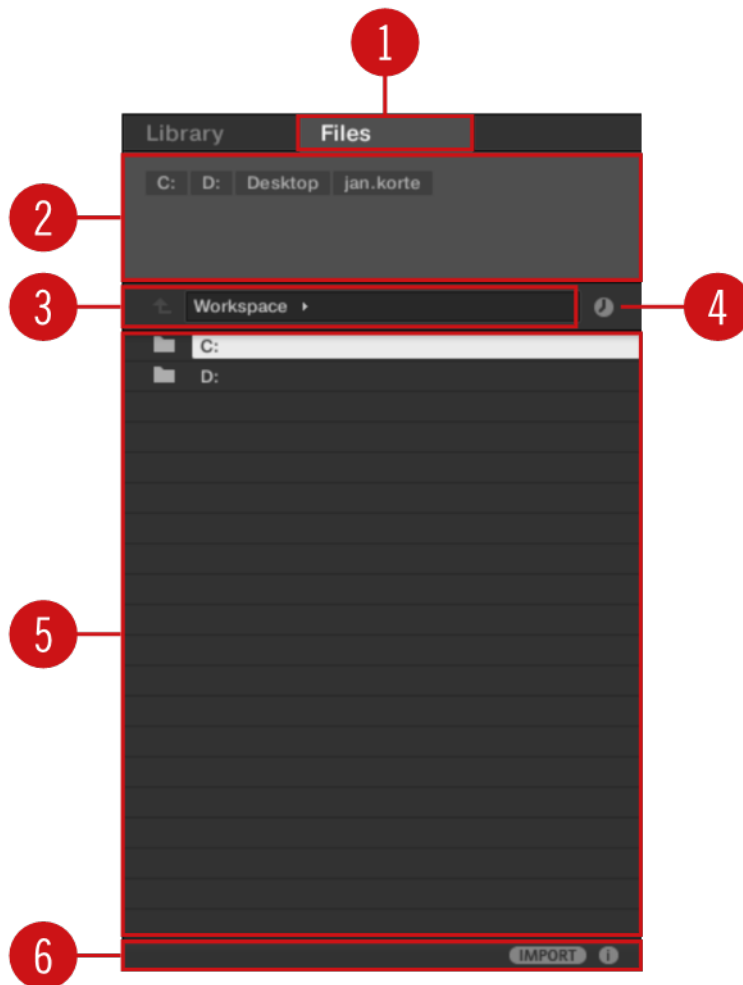 1
Library Files
2
C: D: Desktop jan.korte
3
Workspace
4
C:
D:
5
6
IMPORT i